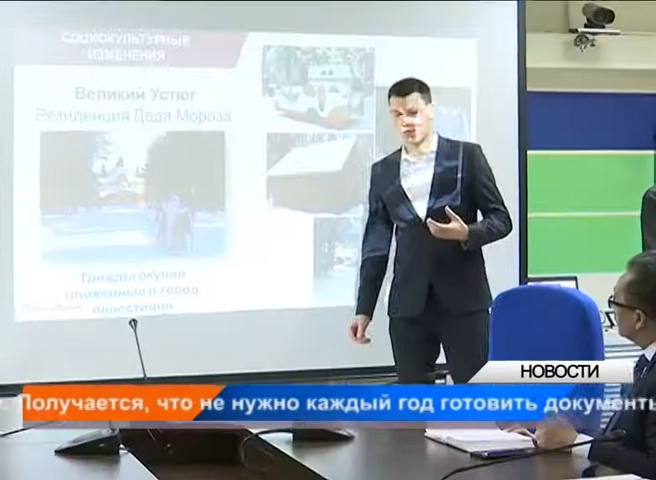 СОЦИОКУЛЬТУРНЫЕ
ИЗМЕНЕНИЯ
Великий Устюг
Резиденция Деда Мороза
Трижды окупил
вложенные в город
инвестиции
НОВОСТИ
Получается, что не нужно каждый год готовить документы